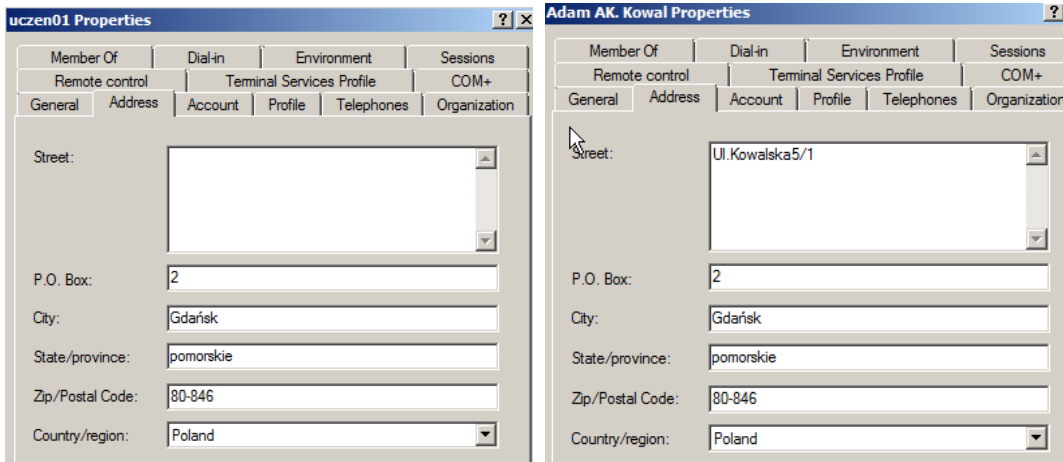 uczen01 Properties
Member Of Dial-in Environment Sessions
Remote control Terminal Services Profile COM+
General Address Account Profile Telephones Organization
Street:
P.O. Box: 2
City: Gdańsk
State/province: pomorskie
Zip/Postal Code: 80-846
Country/region: Poland
Adam AK. Kowal Properties
Member Of Dial-in Environment Sessions
Remote control Terminal Services Profile COM+
General Address Account Profile Telephones Organization
Street: Ul.Kowalska5/1
P.O. Box: 2
City: Gdańsk
State/province: pomorskie
Zip/Postal Code: 80-846
Country/region: Poland